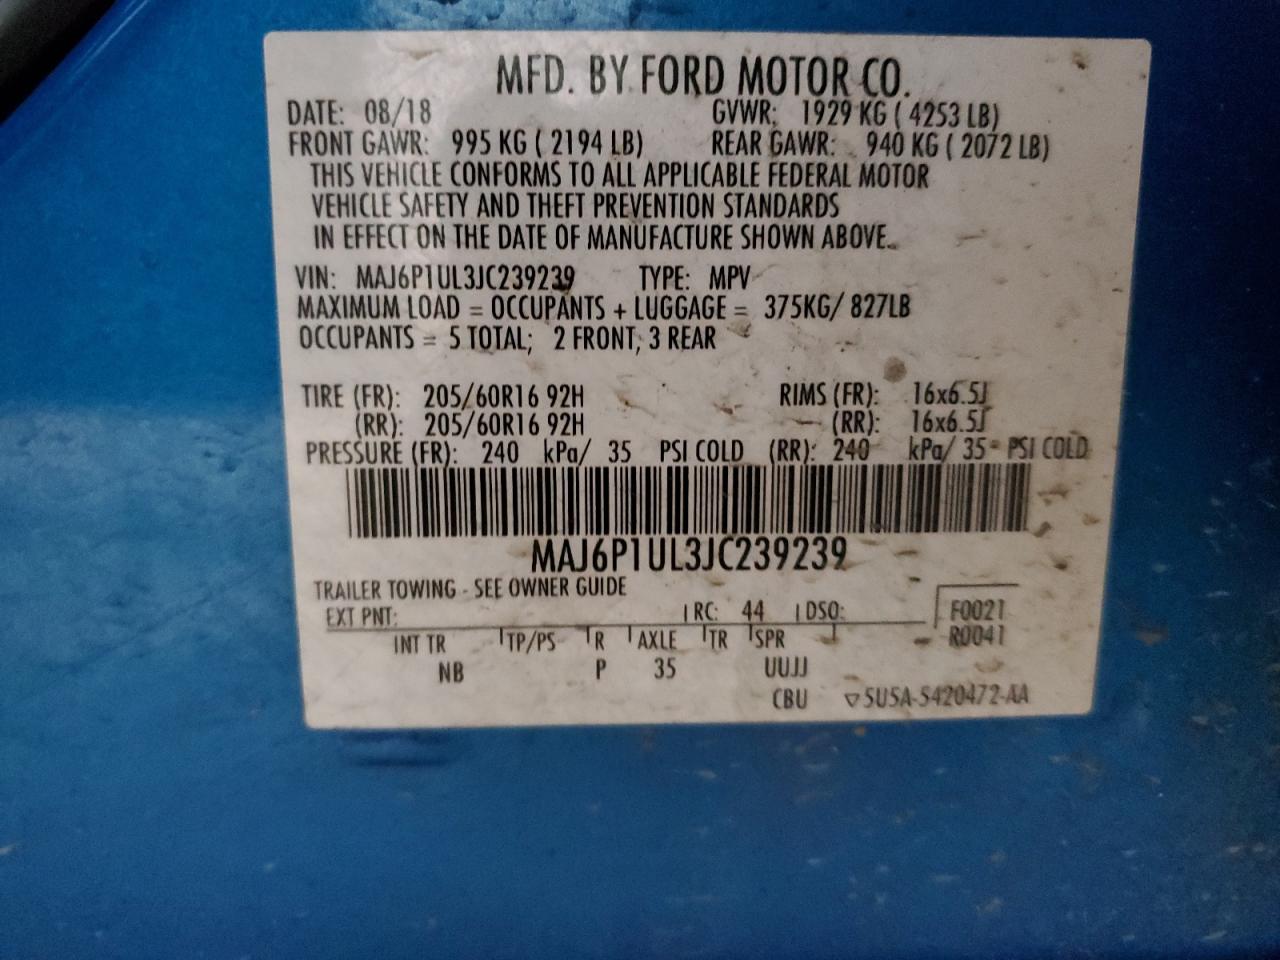 MFD. BY FORD MOTOR CO.
DATE: 08/18 GVWR: 1929 KG ( 4253 LB)
FRONT GAWR: 995 KG ( 2194 LB) REAR GAWR: 940 KG ( 2072 LB)
THIS VEHICLE CONFORMS TO ALL APPLICABLE FEDERAL MOTOR
VEHICLE SAFETY AND THEFT PREVENTION STANDARDS
IN EFFECT ON THE DATE OF MANUFACTURE SHOWN ABOVE.
VIN: MAJ6P1UL3JC239239 TYPE: MPV
MAXIMUM LOAD = OCCUPANTS + LUGGAGE = 375KG/ 827LB
OCCUPANTS = 5 TOTAL; 2 FRONT; 3 REAR
TIRE (FR): 205/60R16 92H RIMS (FR): 16x6.5J
(RR): 205/60R16 92H (RR): 16x6.5J
PRESSURE (FR): 240 kPa/ 35 PSI COLD (RR): 240 kPa/ 35 PSI COLD
MAJ6P1UL3JC239239
TRAILER TOWING - SEE OWNER GUIDE
EXT PNT: RC: 44 DSO: F0021
INT TR TP/PS R AXLE TR SPR R0041
NB P 35 UUJJ
CBU ▽5U5A-5420472-AA